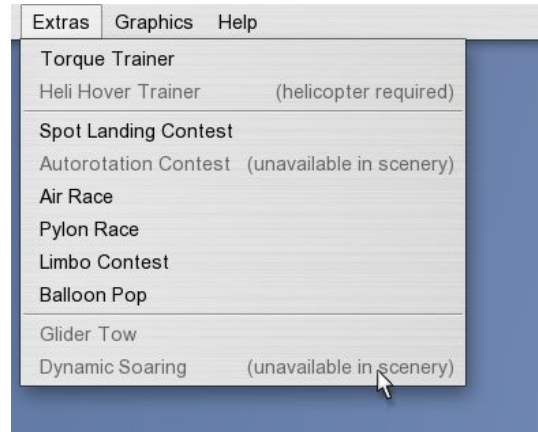 Extras Graphics Help
Torque Trainer
Heli Hover Trainer (helicopter required)
Spot Landing Contest
Autorotation Contest (unavailable in scenery)
Air Race
Pylon Race
Limbo Contest
Balloon Pop
Glider Tow
Dynamic Soaring (unavailable in scenery)